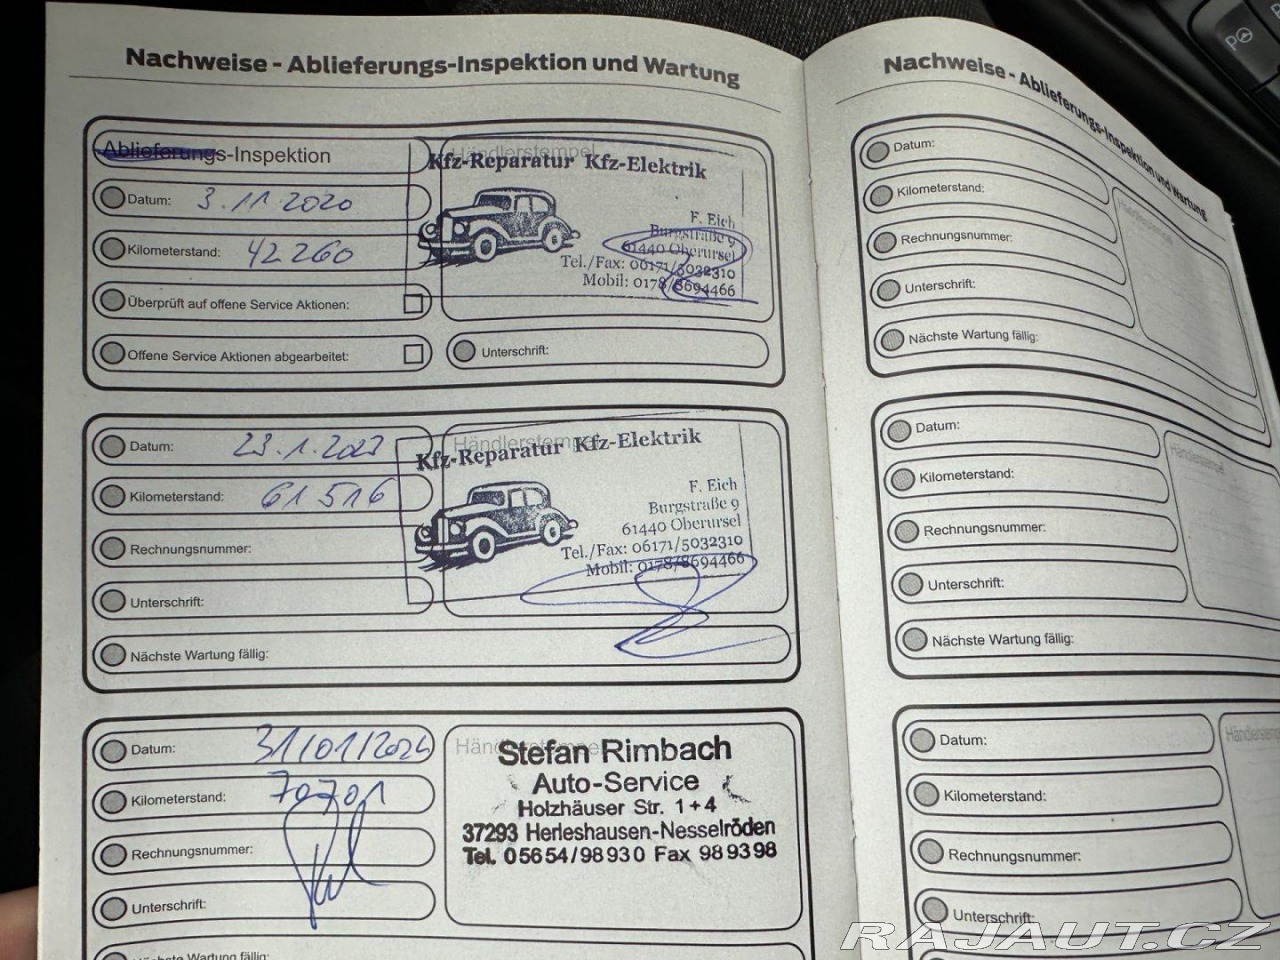 Nachweise - Ablieferungs-Inspektion und Wartung
Ablieferungs-Inspektion
Datum: 3.11.2020
Kilometerstand: 42260
Überprüft auf offene Service Aktionen:
Offene Service Aktionen abgearbeitet:
Händlerstempel
Kfz-Reparatur Kfz-Elektrik
F. Eich
Burgstraße 9
61440 Oberursel
Tel./Fax: 06171/5032310
Mobil: 0178/8694466
Unterschrift:
Datum: 23.1.2023
Kilometerstand: 61516
Rechnungsnummer:
Unterschrift:
Nächste Wartung fällig:
Händlerstempel
Kfz-Reparatur Kfz-Elektrik
F. Eich
Burgstraße 9
61440 Oberursel
Tel./Fax: 06171/5032310
Mobil: 0178/8694466
Datum: 31/01/2024
Kilometerstand: 70701
Rechnungsnummer:
Unterschrift:
Nächste Wartung fällig:
Stefan Rimbach
Auto-Service
Holzhäuser Str. 1+4
37293 Herleshausen-Nesselröden
Tel. 05654/98930 Fax 989398
Nachweise - Ablieferungs-Inspektion und Wartung
Datum:
Kilometerstand:
Rechnungsnummer:
Unterschrift:
Nächste Wartung fällig:
Händlerstempel
Datum:
Kilometerstand:
Rechnungsnummer:
Unterschrift:
Nächste Wartung fällig:
Händlerstempel
Datum:
Kilometerstand:
Rechnungsnummer:
Unterschrift:
RAJAUT.CZ